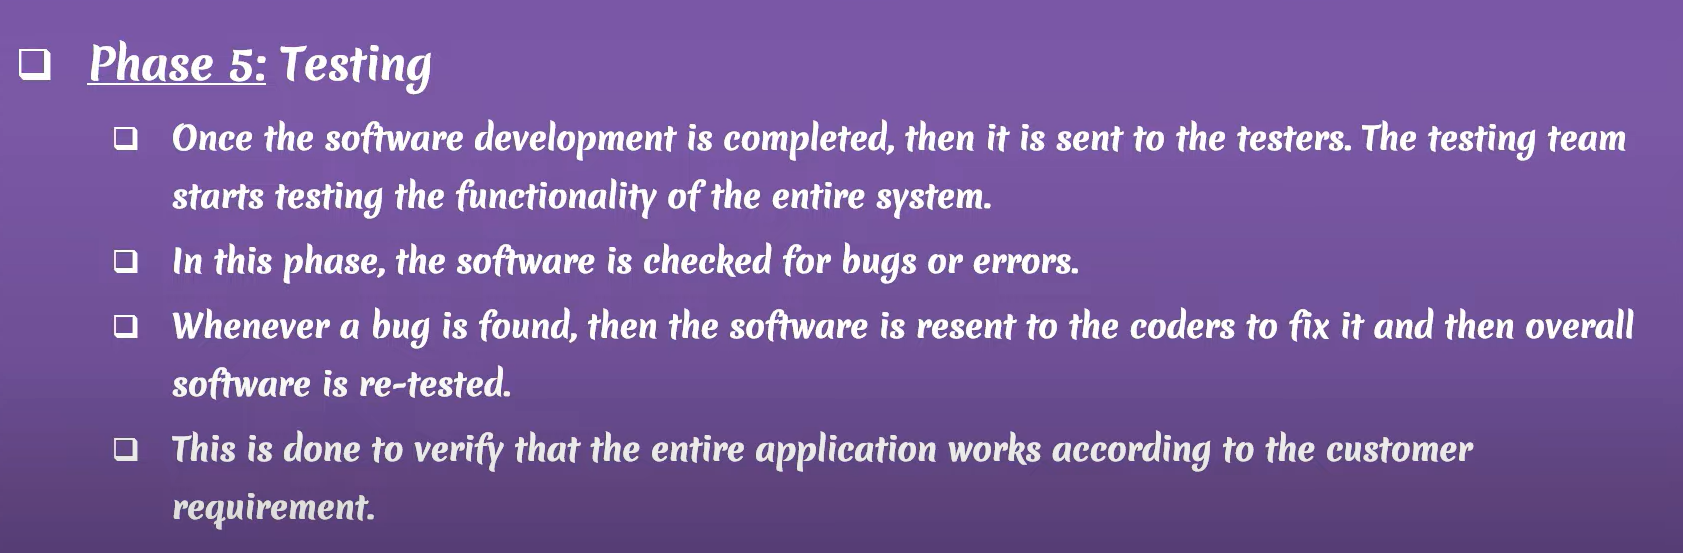 Phase 5: Testing
Once the software development is completed, then it is sent to the testers. The testing team
starts testing the functionality of the entire system.
In this phase, the software is checked for bugs or errors.
Whenever a bug is found, then the software is resent to the coders to fix it and then overall
software is re-tested.
This is done to verify that the entire application works according to the customer
requirement.